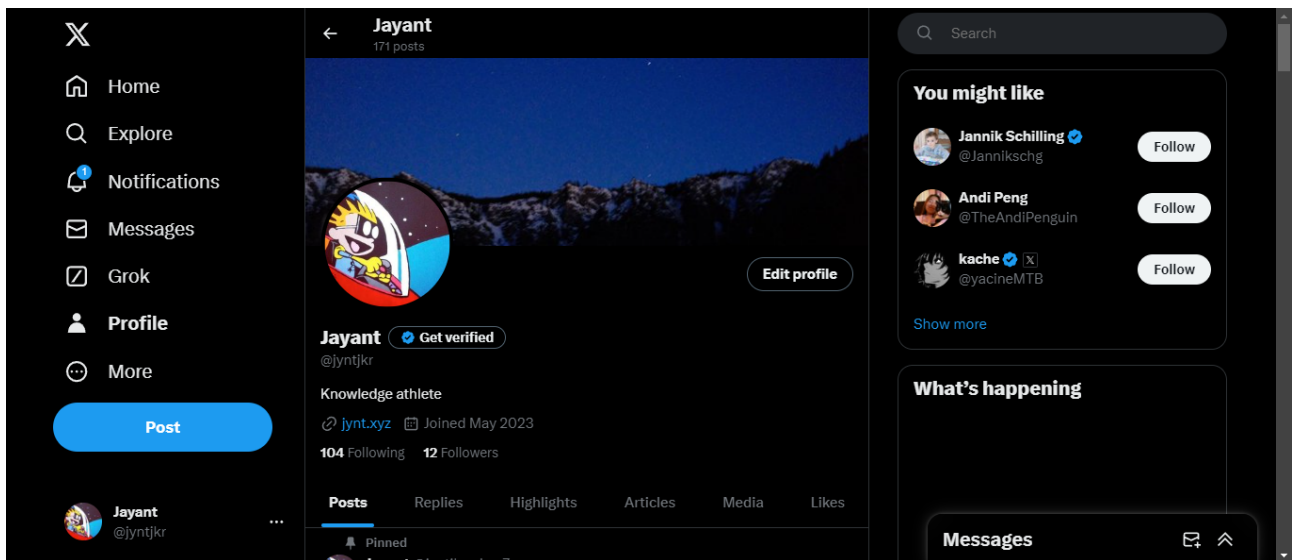 Home
Explore
1
Notifications
Messages
Grok
Profile
More
Post
Jayant
@jyntjkr
Jayant
171 posts
Edit profile
Jayant Get verified
@jyntjkr
Knowledge athlete
jynt.xyz Joined May 2023
104 Following 12 Followers
Posts Replies Highlights Articles Media Likes
Pinned
Search
You might like
Jannik Schilling
@Jannikschg
Follow
Andi Peng
@TheAndiPenguin
Follow
kache
@yacineMTB
Follow
Show more
What's happening
Messages